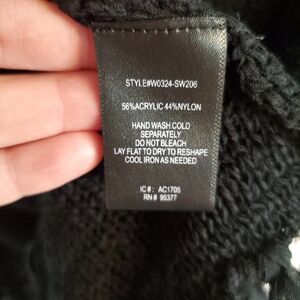 STYLE#W0324-SW206
56%ACRYLIC 44%NYLON
HAND WASH COLD
SEPARATELY
DO NOT BLEACH
LAY FLAT TO DRY TO RESHAPE
COOL IRON AS NEEDED
IC#: AC1705
RN# 95377